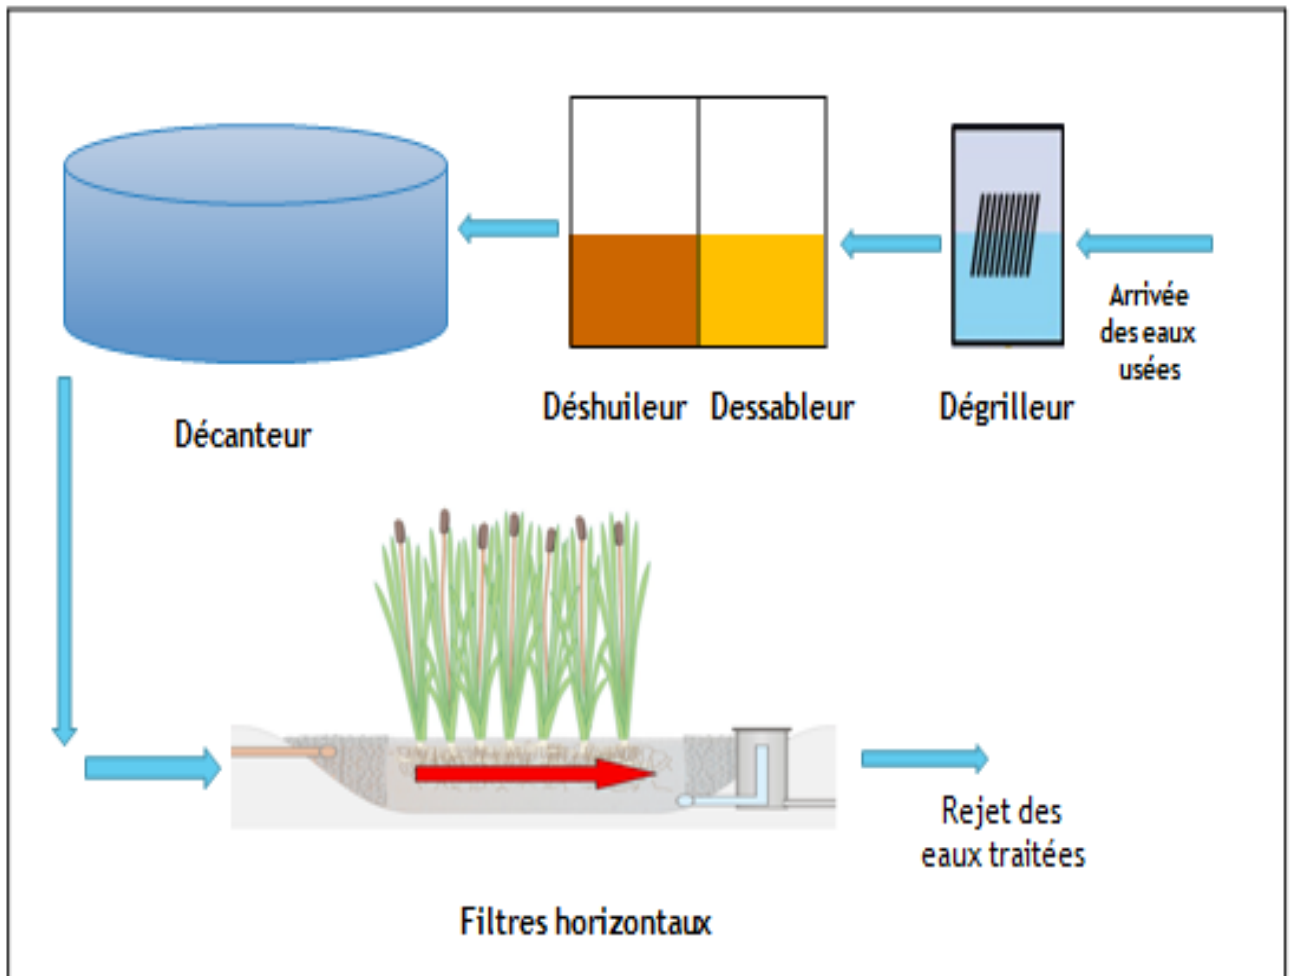 Arrivée
des eaux
usées
Déshuileur Dessableur Dégrilleur
Décanteur
Rejet des
eaux traitées
Filtres horizontaux